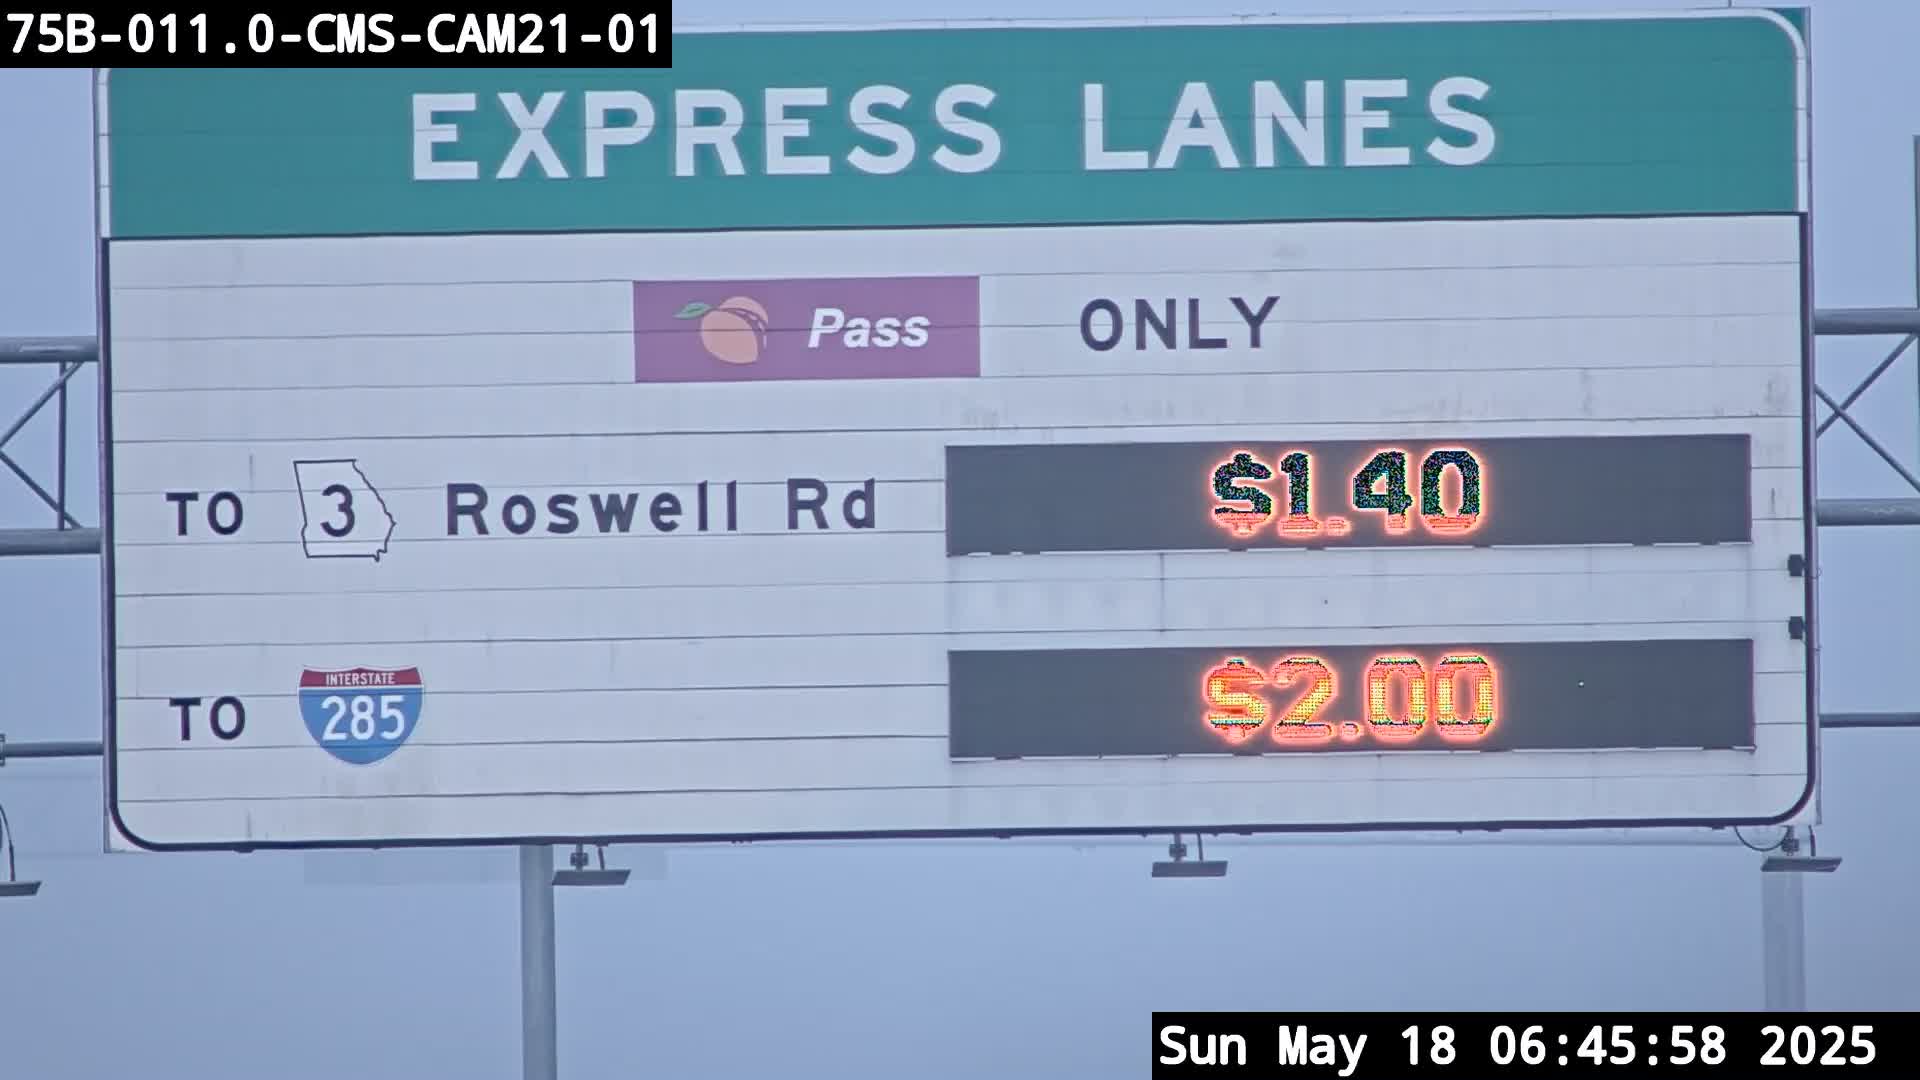 75B-011.0-CMS-CAM21-01
EXPRESS LANES
Pass ONLY
TO 3 Roswell Rd $1.40
TO INTERSTATE 285 $2.00
Sun May 18 06:45:58 2025